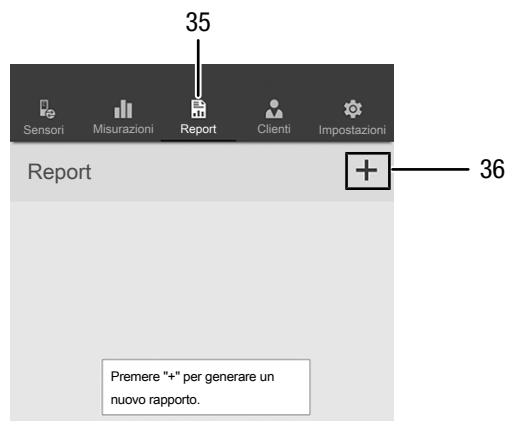 35
Sensori Misurazioni Report Clienti Impostazioni
Report + 36
Premere "+" per generare un
nuovo rapporto.